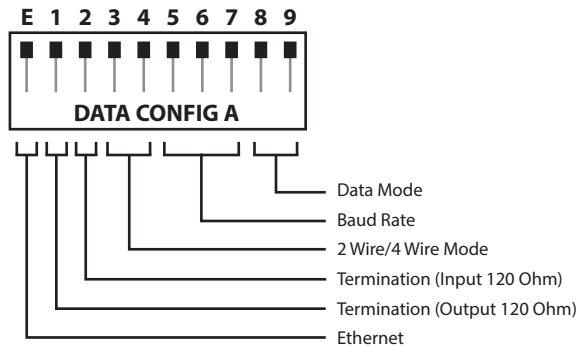 E 1 2 3 4 5 6 7 8 9
DATA CONFIG A
Data Mode
Baud Rate
2 Wire/4 Wire Mode
Termination (Input 120 Ohm)
Termination (Output 120 Ohm)
Ethernet